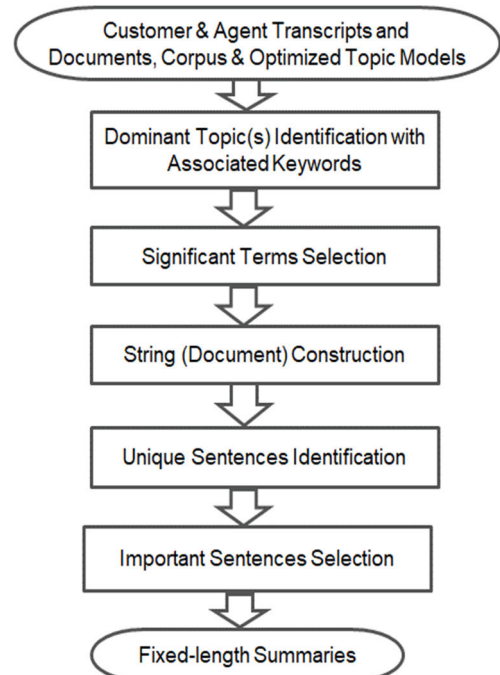 Customer & Agent Transcripts and
Documents, Corpus & Optimized Topic Models
Dominant Topic(s) Identification with
Associated Keywords
Significant Terms Selection
String (Document) Construction
Unique Sentences Identification
Important Sentences Selection
Fixed-length Summaries